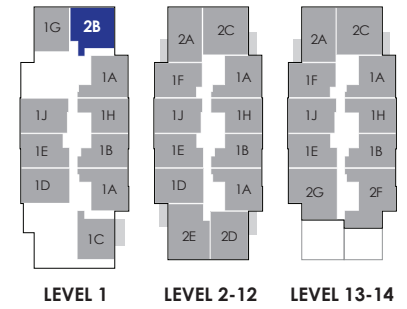 1G 2B
1A
1J 1H
1E 1B
1D 1A
1C
LEVEL 1
2A 2C
1F 1A
1J 1H
1E 1B
1D 1A
2E 2D
LEVEL 2-12
2A 2C
1F 1A
1J 1H
1E 1B
2G 2F
LEVEL 13-14